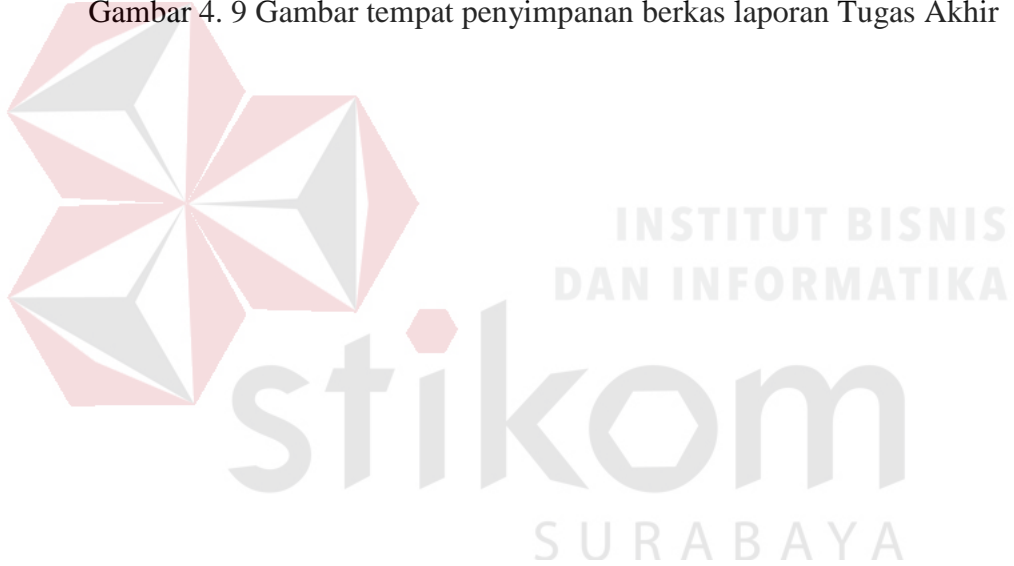 Gambar 4. 9 Gambar tempat penyimpanan berkas laporan Tugas Akhir
INSTITUT BISNIS
DAN INFORMATIKA
stikom
SURABAYA